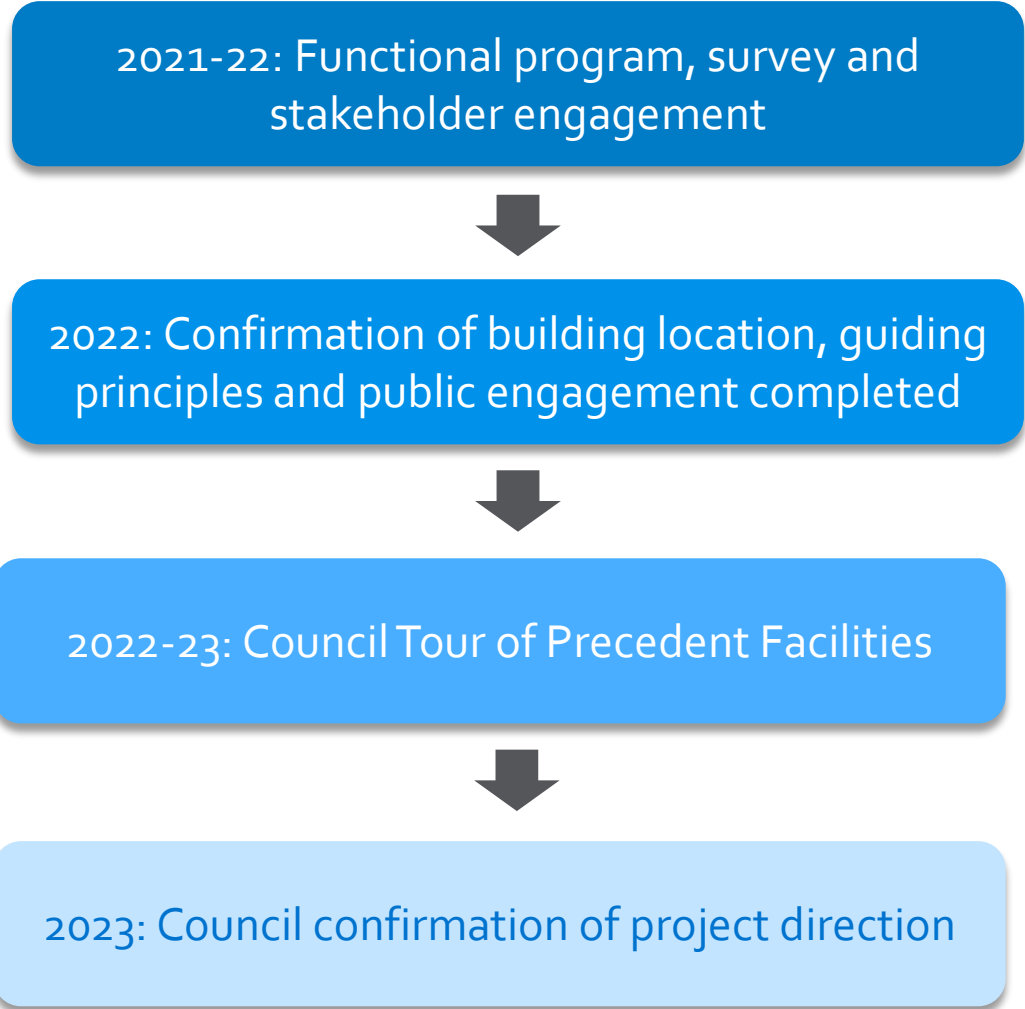 2021-22: Functional program, survey and
stakeholder engagement
2022: Confirmation of building location, guiding
principles and public engagement completed
2022-23: Council Tour of Precedent Facilities
2023: Council confirmation of project direction